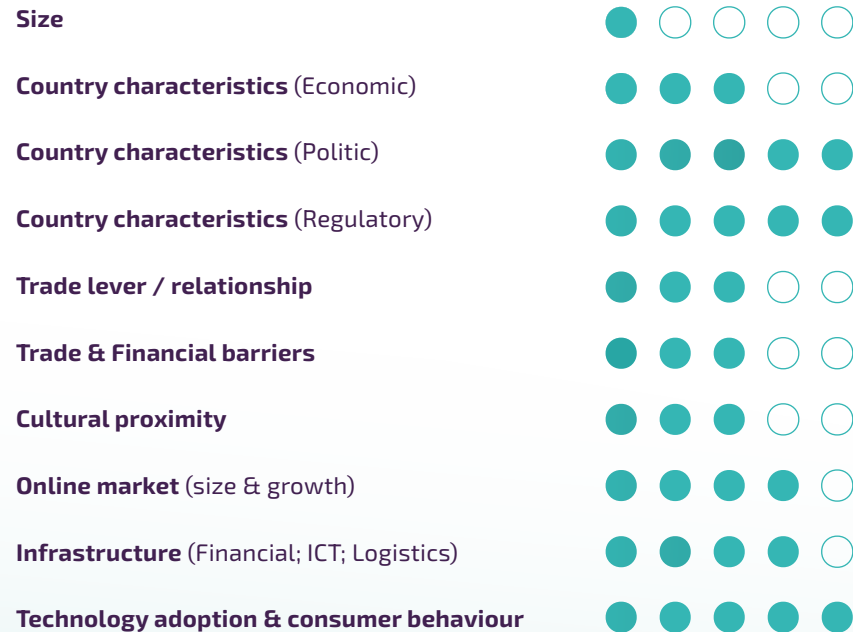 Size
Country characteristics (Economic)
Country characteristics (Politic)
Country characteristics (Regulatory)
Trade lever / relationship
Trade & Financial barriers
Cultural proximity
Online market (size & growth)
Infrastructure (Financial; ICT; Logistics)
Technology adoption & consumer behaviour